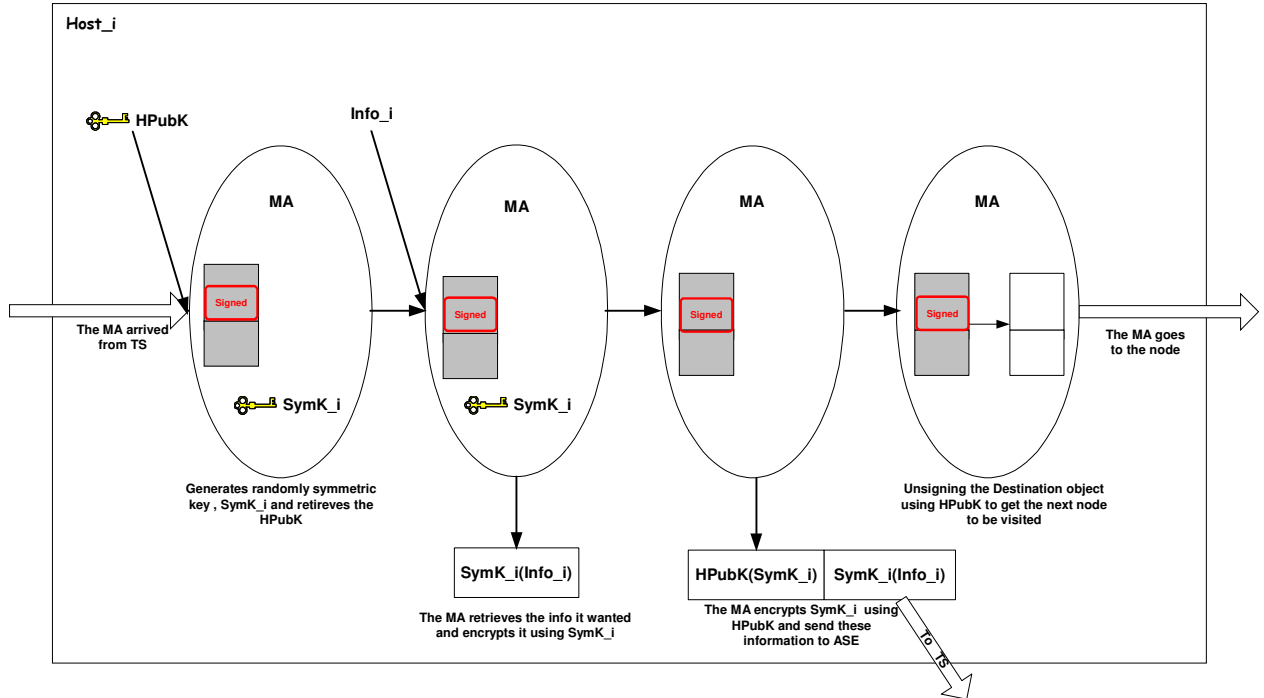 Host_i
HPubK
Info_i
MA
MA
MA
MA
Signed
Signed
Signed
Signed
The MA arrived
from TS
The MA goes
to the node
SymK_i
SymK_i
Generates randomly symmetric
key , SymK_i and retireves the
HPubK
Unsigning the Destination object
using HPubK to get the next node
to be visited
SymK_i(Info_i)
HPubK(SymK_i)
SymK_i(Info_i)
The MA retrieves the info it wanted
and encrypts it using SymK_i
The MA encrypts SymK_i using
HPubK and send these
information to ASE
To TS